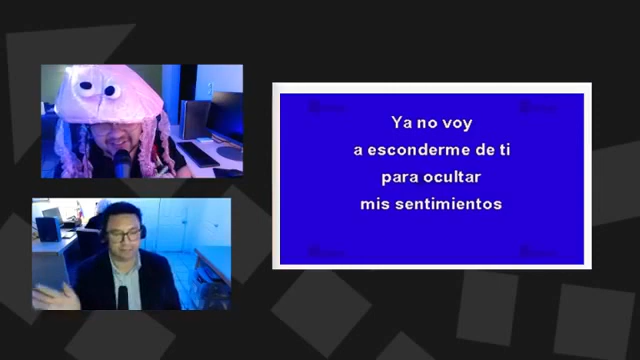 Ya no voy
a esconderme de ti
para ocultar
mis sentimientos